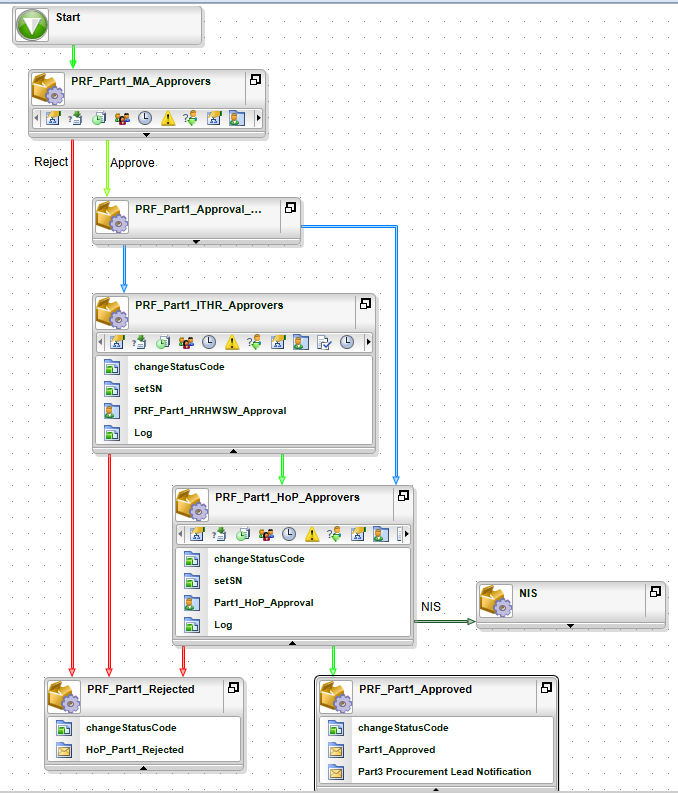 Start
PRF_Part1_MA_Approvers
Reject
Approve
PRF_Part1_Approval_...
PRF_Part1_ITHR_Approvers
changeStatusCode
setSN
PRF_Part1_HRHWSW_Approval
Log
PRF_Part1_HoP_Approvers
changeStatusCode
setSN
Part1_HoP_Approval
Log
NIS
NIS
PRF_Part1_Rejected
changeStatusCode
HoP_Part1_Rejected
PRF_Part1_Approved
changeStatusCode
Part1_Approved
Part3 Procurement Lead Notification